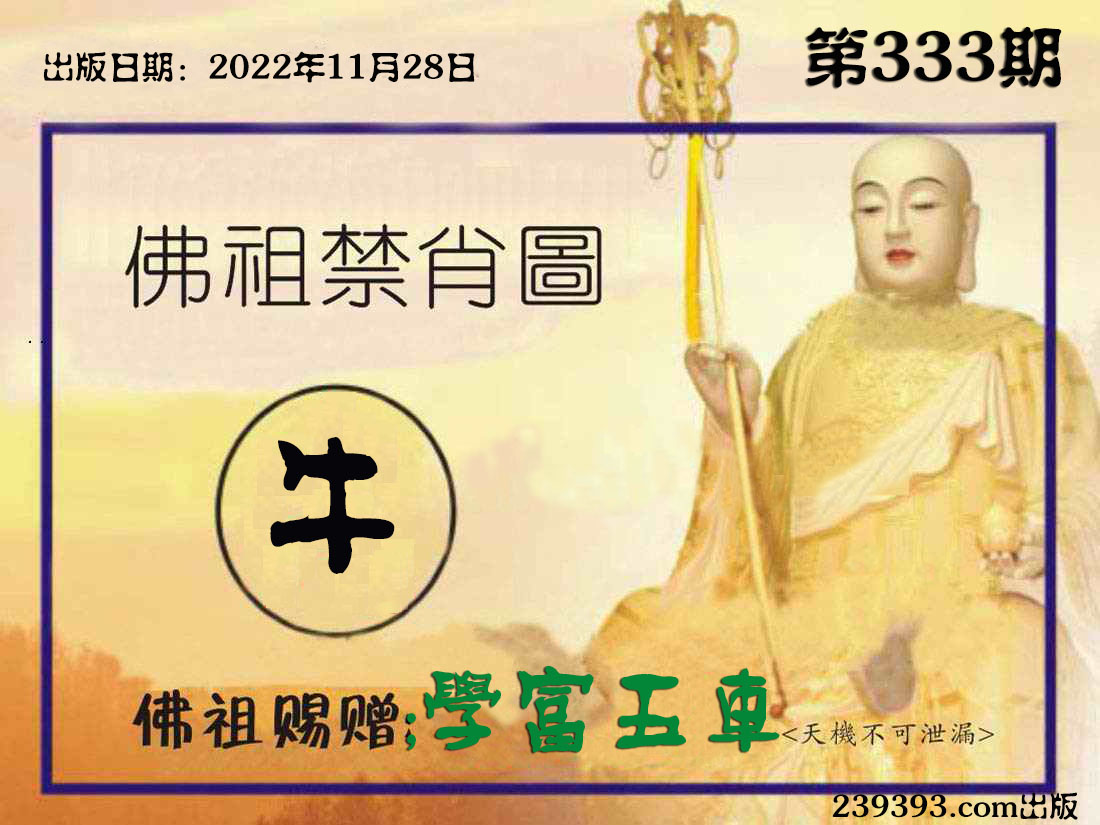 出版日期：2022年11月28日
第333期
佛祖禁肖圖
牛
佛祖赐赠;學富五車
<天機不可泄漏>
239393.com出版